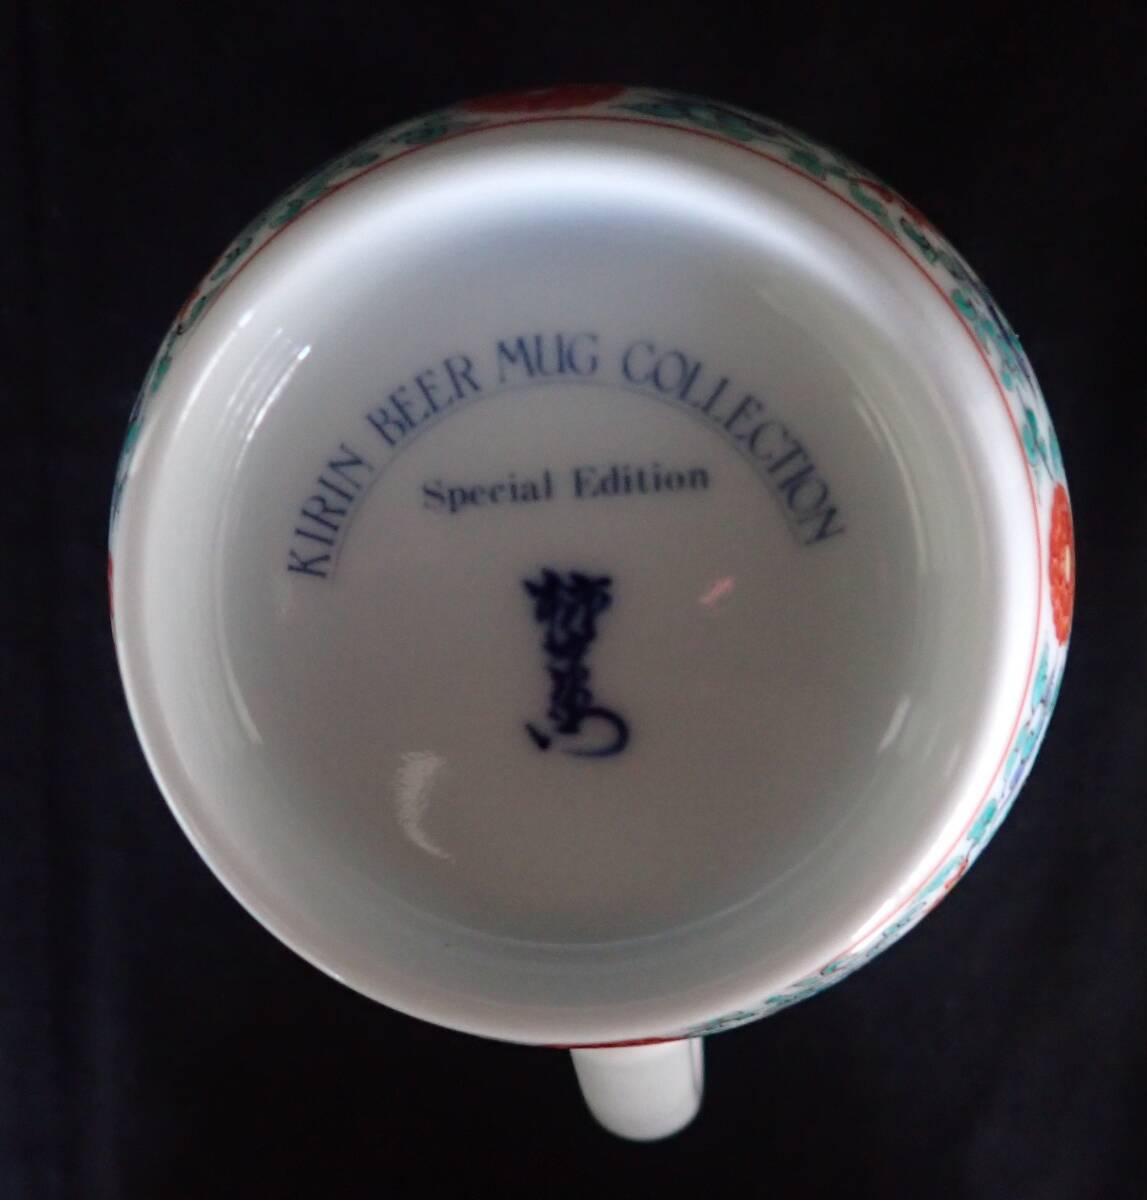 KIRIN BEER MUG COLLECTION
Special Edition